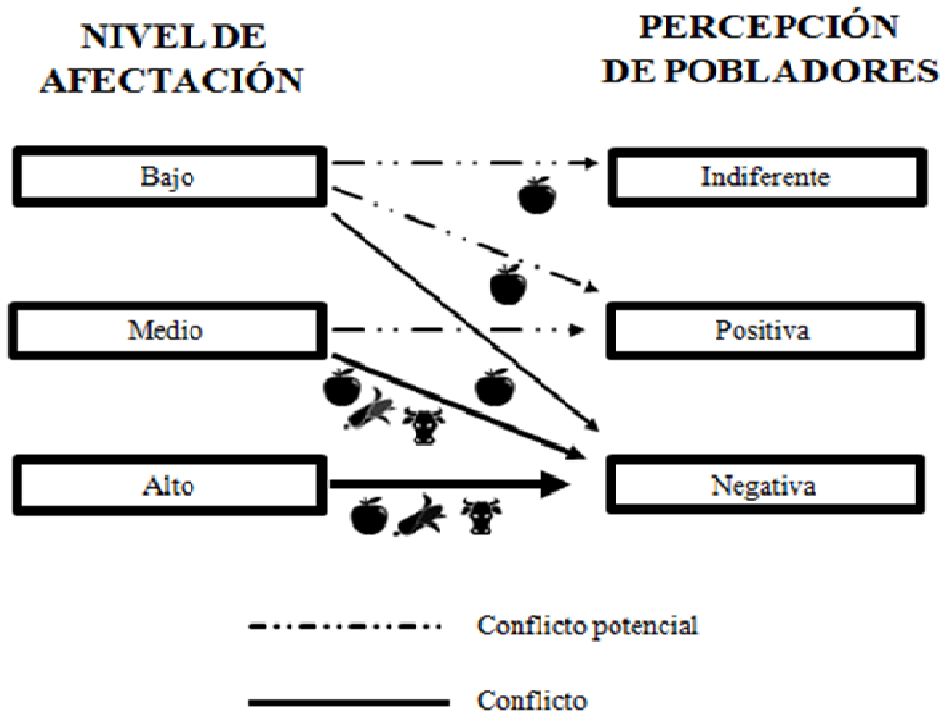 NIVEL DE
AFECTACIÓN
PERCEPCIÓN
DE POBLADORES
Bajo
Indiferente
Medio
Positiva
Alto
Negativa
Conflicto potencial
Conflicto